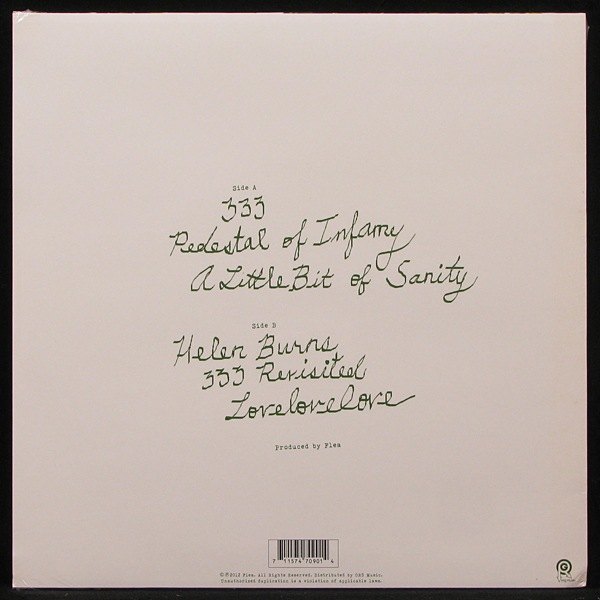 Side A
333
Pedestal of Infamy
A Little Bit of Sanity
Side B
Helen Burns
333 Revisited
Lovelovelove
Produced by Flea
7 11574 70901 4
©℗2012 Flea. All Rights Reserved. Distributed by ORG Music.
Unauthorized duplication is a violation of applicable laws.